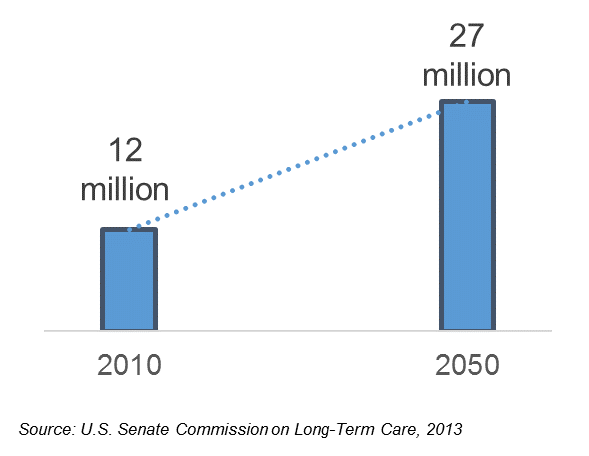 27
million
12
million
2010
2050
Source: U.S. Senate Commission on Long-Term Care, 2013